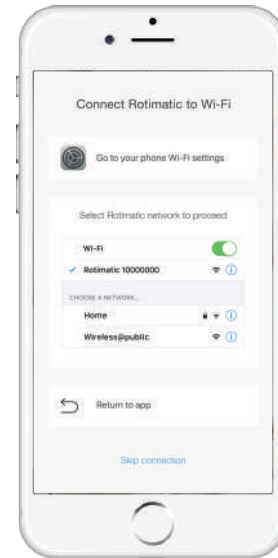 Connect Rotimatic to Wi-Fi
Go to your phone Wi-Fi settings
Select Rotimatic network to proceed
Wi-Fi
Rotimatic 10000000
CHOOSE A NETWORK...
Home
Wireless@public
Return to app
Skip connection